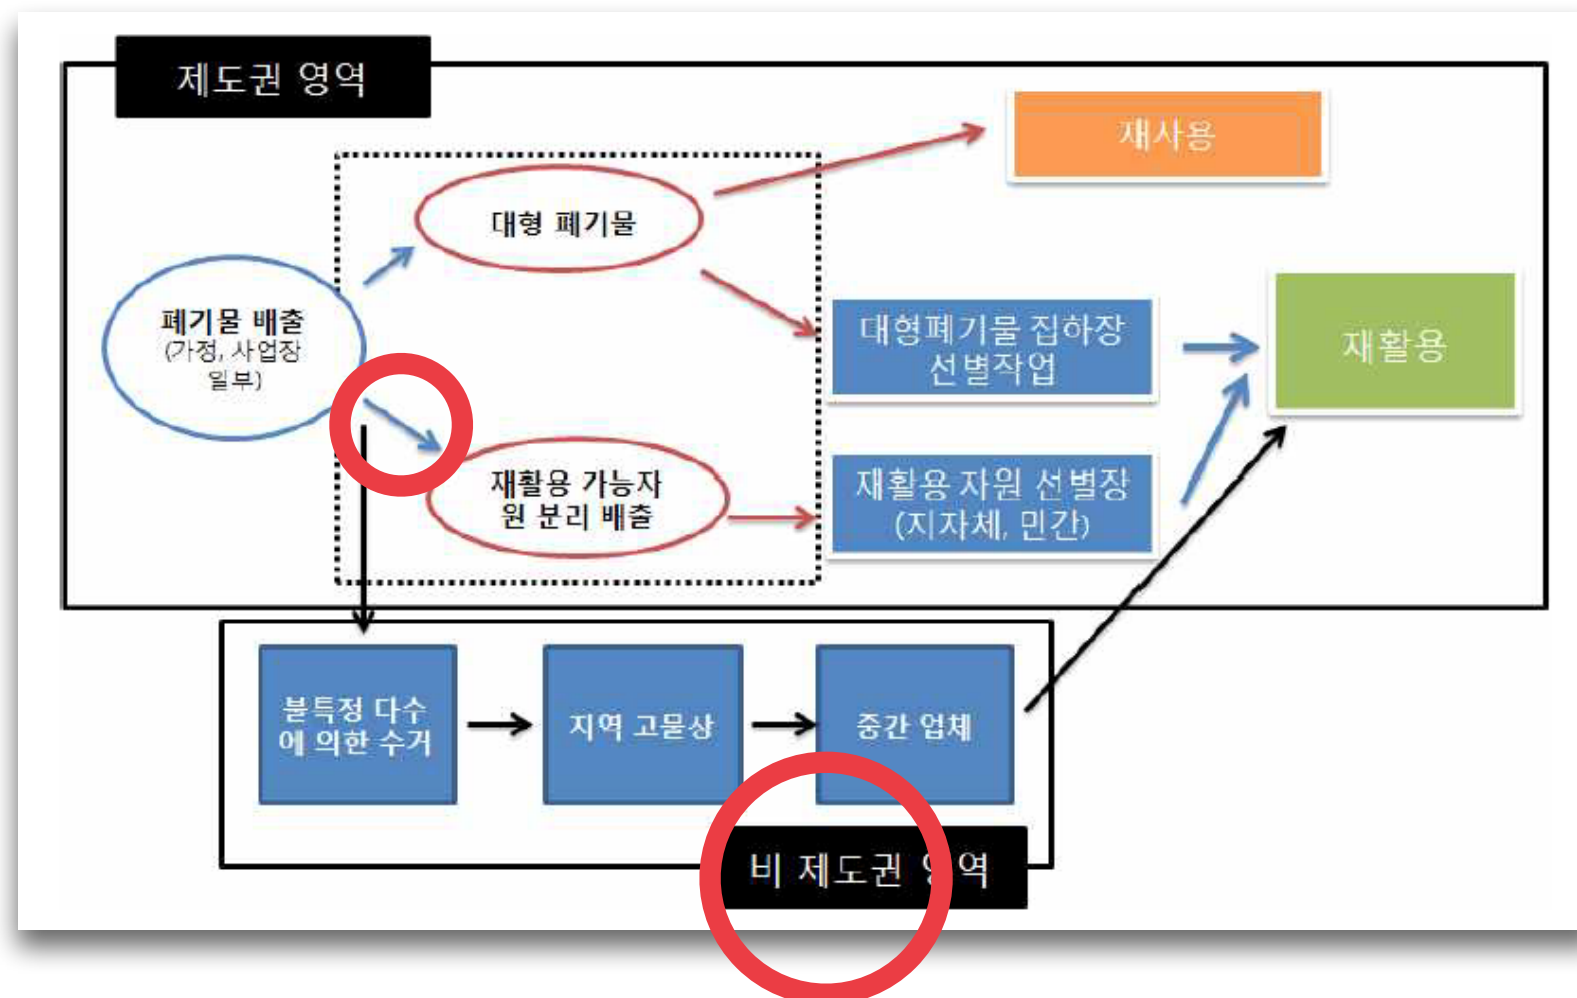 제도권 영역
재사용
대형 폐기물
폐기물 배출
(가정, 사업장
일부)
대형폐기물 집하장
선별작업
재활용
재활용 가능자
원 분리 배출
재활용 자원 선별장
(지자체, 민간)
불특정 다수
에 의한 수거
지역 고물상
중간 업체
비 제도권 영역